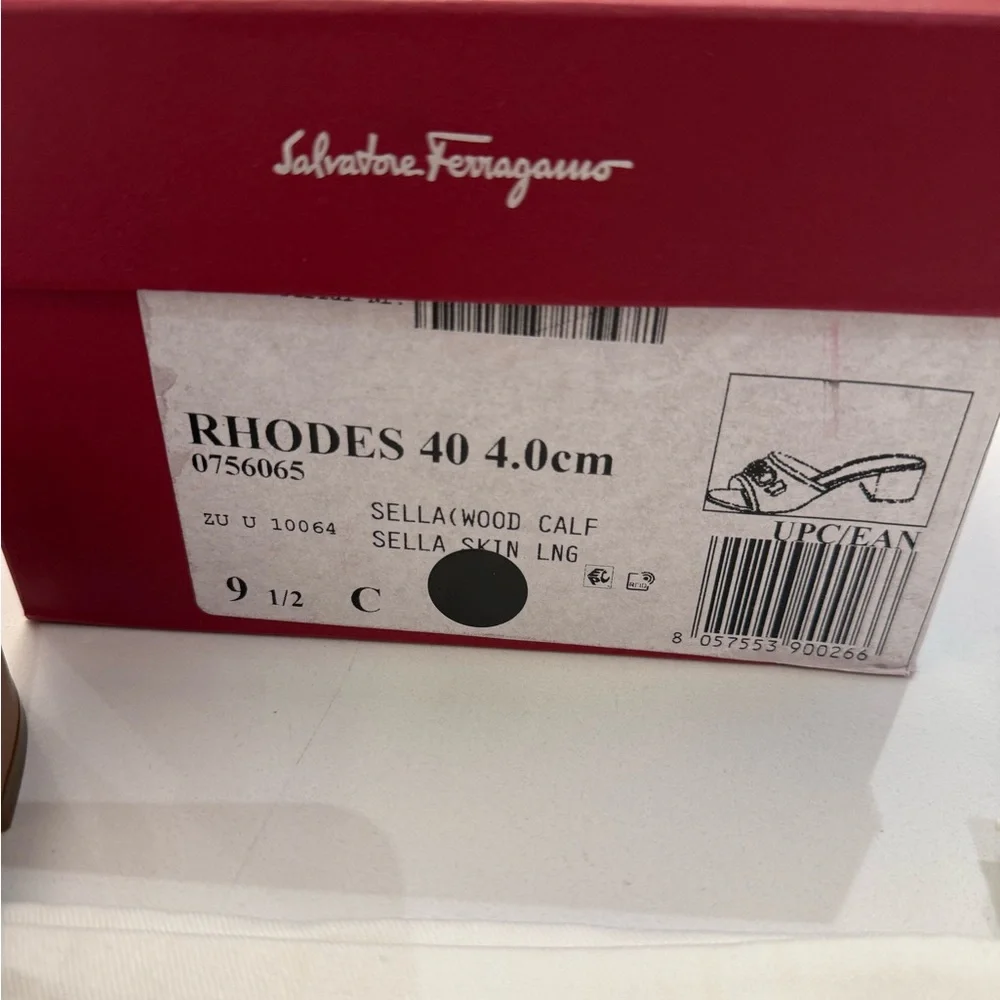 Salvatore Ferragamo
RHODES 40 4.0cm
0756065
ZU U 10064
SELLA(WOOD CALF
SELLA SKIN LNG
9 1/2 C
UPC/EAN
8 057553 900266